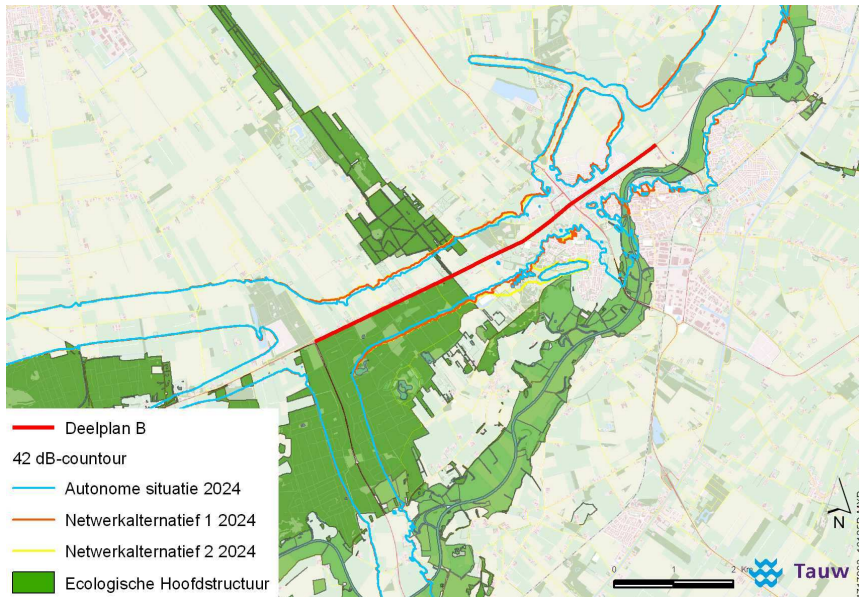 Deelplan B
42 dB-countour
Autonome situatie 2024
Netwerkalternatief 1 2024
Netwerkalternatief 2 2024
Ecologische Hoofdstructuur
N
0 1 2 Km
Tauw